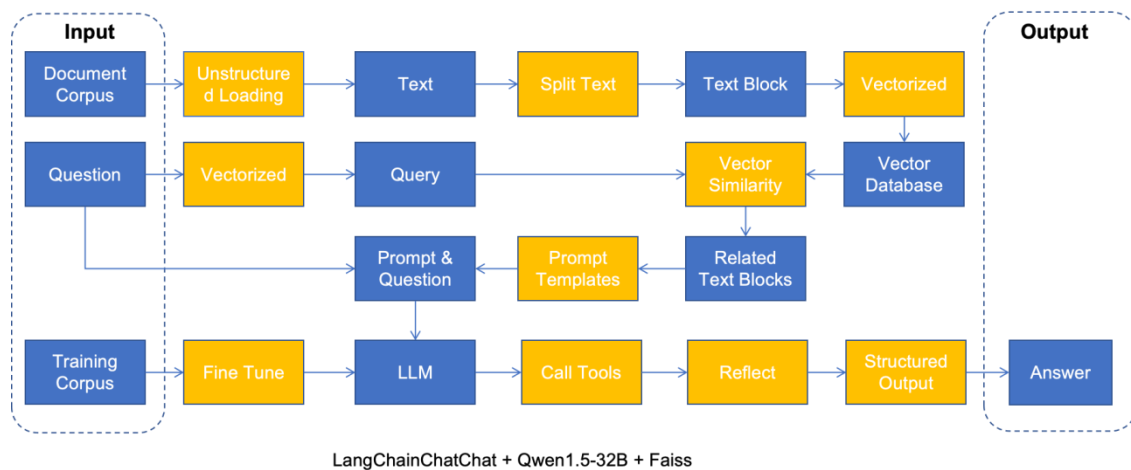 Input
Output
Document
Corpus
Unstructure
d Loading
Text
Split Text
Text Block
Vectorized
Question
Vectorized
Query
Vector
Similarity
Vector
Database
Prompt &
Question
Prompt
Templates
Related
Text Blocks
Training
Corpus
Fine Tune
LLM
Call Tools
Reflect
Structured
Output
Answer
LangChainChatChat + Qwen1.5-32B + Faiss